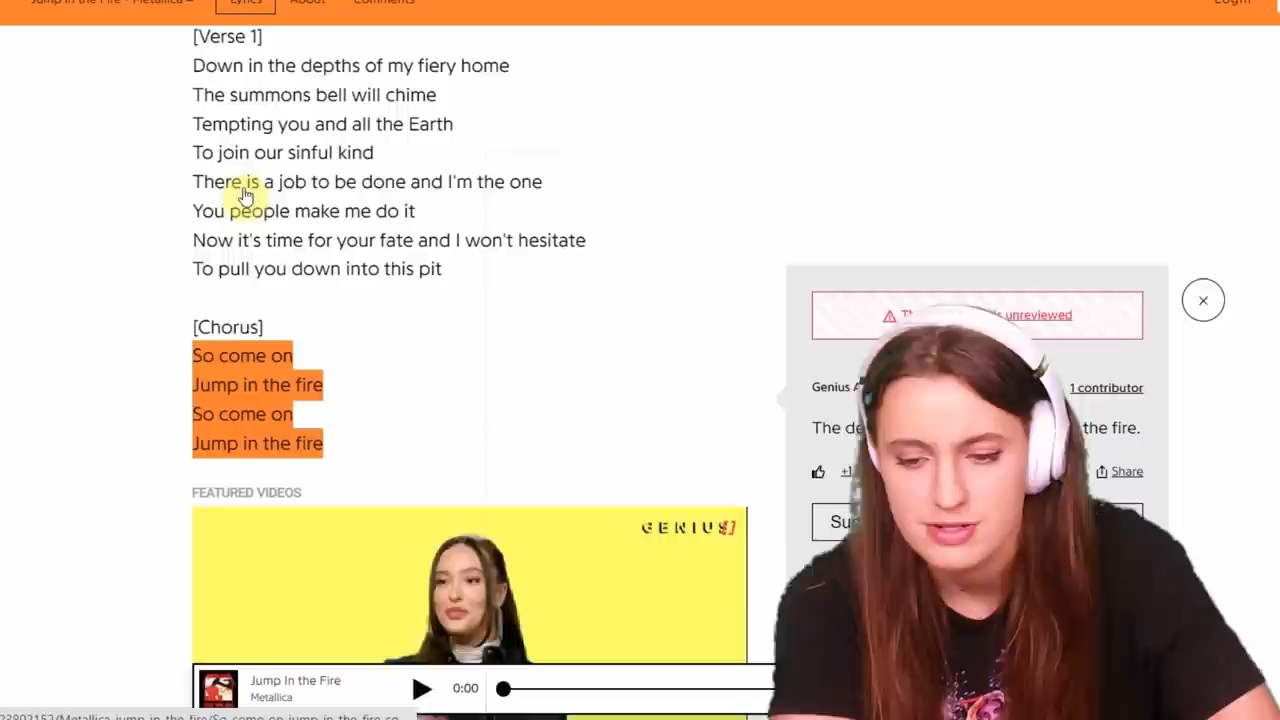 Jump In the Fire • Metallica –
Lyrics
About
Comments
Login
[Verse 1]
Down in the depths of my fiery home
The summons bell will chime
Tempting you and all the Earth
To join our sinful kind
There is a job to be done and I'm the one
You people make me do it
Now it's time for your fate and I won't hesitate
To pull you down into this pit
[Chorus]
So come on
Jump in the fire
So come on
Jump in the fire
FEATURED VIDEOS
GENIUS[]
Jump In the Fire
Metallica
0:00
unreviewed
Genius
1 contributor
The
the fire.
+1
Share